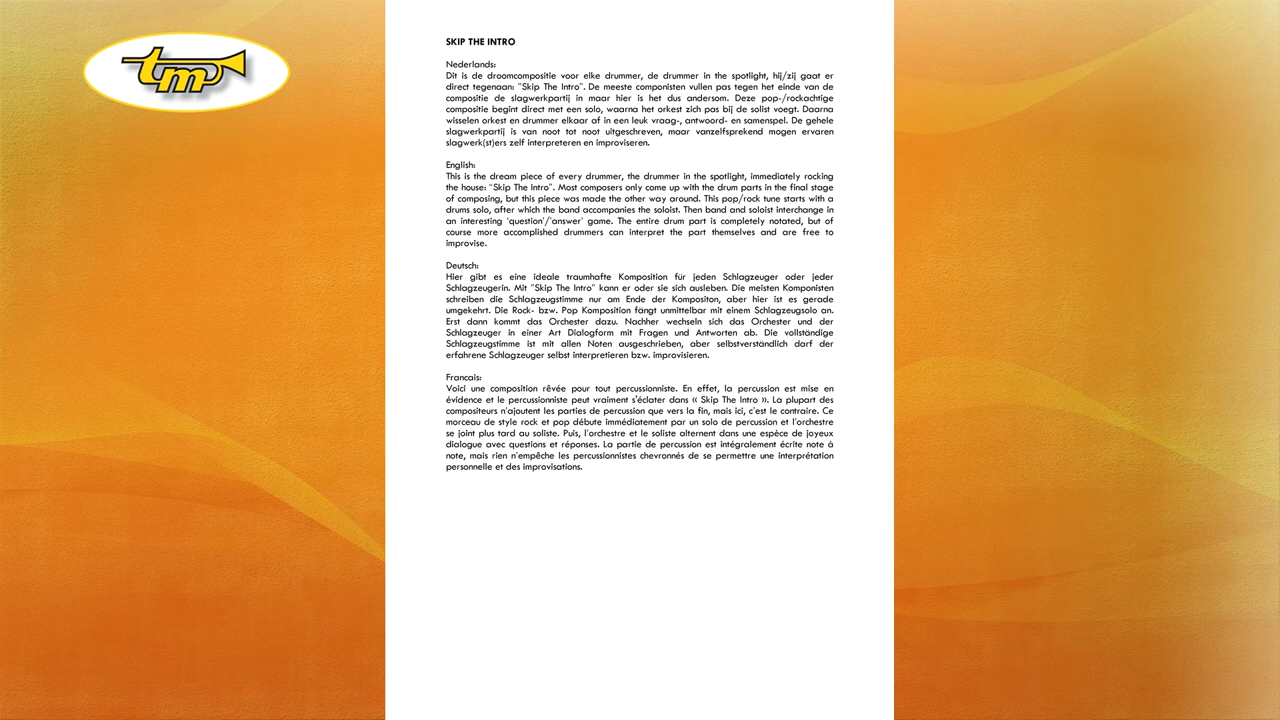 tm
SKIP THE INTRO
Nederlands:
Dit is de droomcompositie voor elke drummer, de drummer in the spotlight, hij/zij gaat er
direct tegenaan: "Skip The Intro". De meeste componisten vullen pas tegen het einde van de
compositie de slagwerkpartij in maar hier is het dus andersom. Deze pop-/rockachtige
compositie begint direct met een solo, waarna het orkest zich pas bij de solist voegt. Daarna
wisselen orkest en drummer elkaar af in een leuk vraag-, antwoord- en samenspel. De gehele
slagwerkpartij is van noot tot noot uitgeschreven, maar vanzelfsprekend mogen ervaren
slagwerk(st)ers zelf interpreteren en improviseren.
English:
This is the dream piece of every drummer, the drummer in the spotlight, immediately rocking
the house: "Skip The Intro". Most composers only come up with the drum parts in the final stage
of composing, but this piece was made the other way around. This pop/rock tune starts with a
drums solo, after which the band accompanies the soloist. Then band and soloist interchange in
an interesting 'question'/'answer' game. The entire drum part is completely notated, but of
course more accomplished drummers can interpret the part themselves and are free to
improvise.
Deutsch:
Hier gibt es eine ideale traumhafte Komposition für jeden Schlagzeuger oder jeder
Schlagzeugerin. Mit "Skip The Intro" kann er oder sie sich ausleben. Die meisten Komponisten
schreiben die Schlagzeugstimme nur am Ende der Kompositon, aber hier ist es gerade
umgekehrt. Die Rock- bzw. Pop Komposition fängt unmittelbar mit einem Schlagzeugsolo an.
Erst dann kommt das Orchester dazu. Nachher wechseln sich das Orchester und der
Schlagzeuger in einer Art Dialogform mit Fragen und Antworten ab. Die vollständige
Schlagzeugstimme ist mit allen Noten ausgeschrieben, aber selbstverständlich darf der
erfahrene Schlagzeuger selbst interpretieren bzw. improvisieren.
Francais:
Voici une composition rêvée pour tout percussionniste. En effet, la percussion est mise en
évidence et le percussionniste peut vraiment s'éclater dans « Skip The Intro ». La plupart des
compositeurs n'ajoutent les parties de percussion que vers la fin, mais ici, c'est le contraire. Ce
morceau de style rock et pop débute immédiatement par un solo de percussion et l'orchestre
se joint plus tard au soliste. Puis, l'orchestre et le soliste alternent dans une espèce de joyeux
dialogue avec questions et réponses. La partie de percussion est intégralement écrite note à
note, mais rien n'empêche les percussionnistes chevronnés de se permettre une interprétation
personnelle et des improvisations.